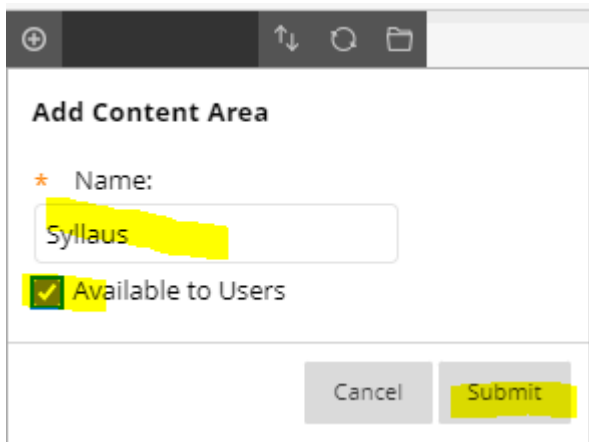 Add Content Area
* Name:
Syllaus
Available to Users
Cancel Submit